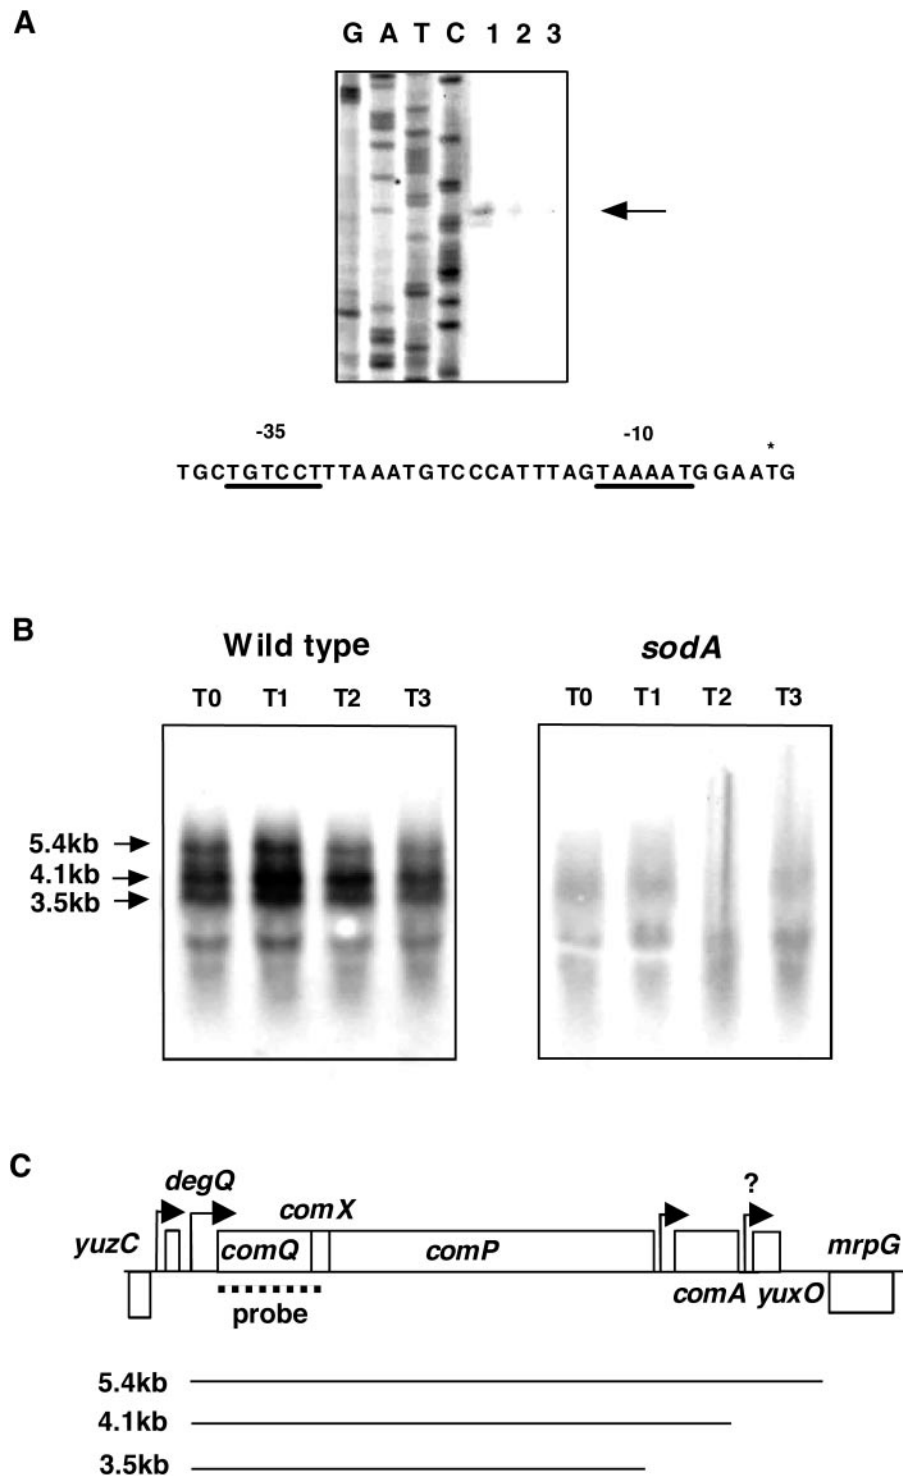 A
G A T C 1 2 3
-35 -10 *
TGCTGTCCTTTAAATGTCCCATTTAGTAAAATGGAATG
B
Wild type sodA
T0 T1 T2 T3 T0 T1 T2 T3
5.4kb
4.1kb
3.5kb
C
degQ ?
comX
yuzC comQ comP mrpG
comA yuxO
probe
5.4kb
4.1kb
3.5kb